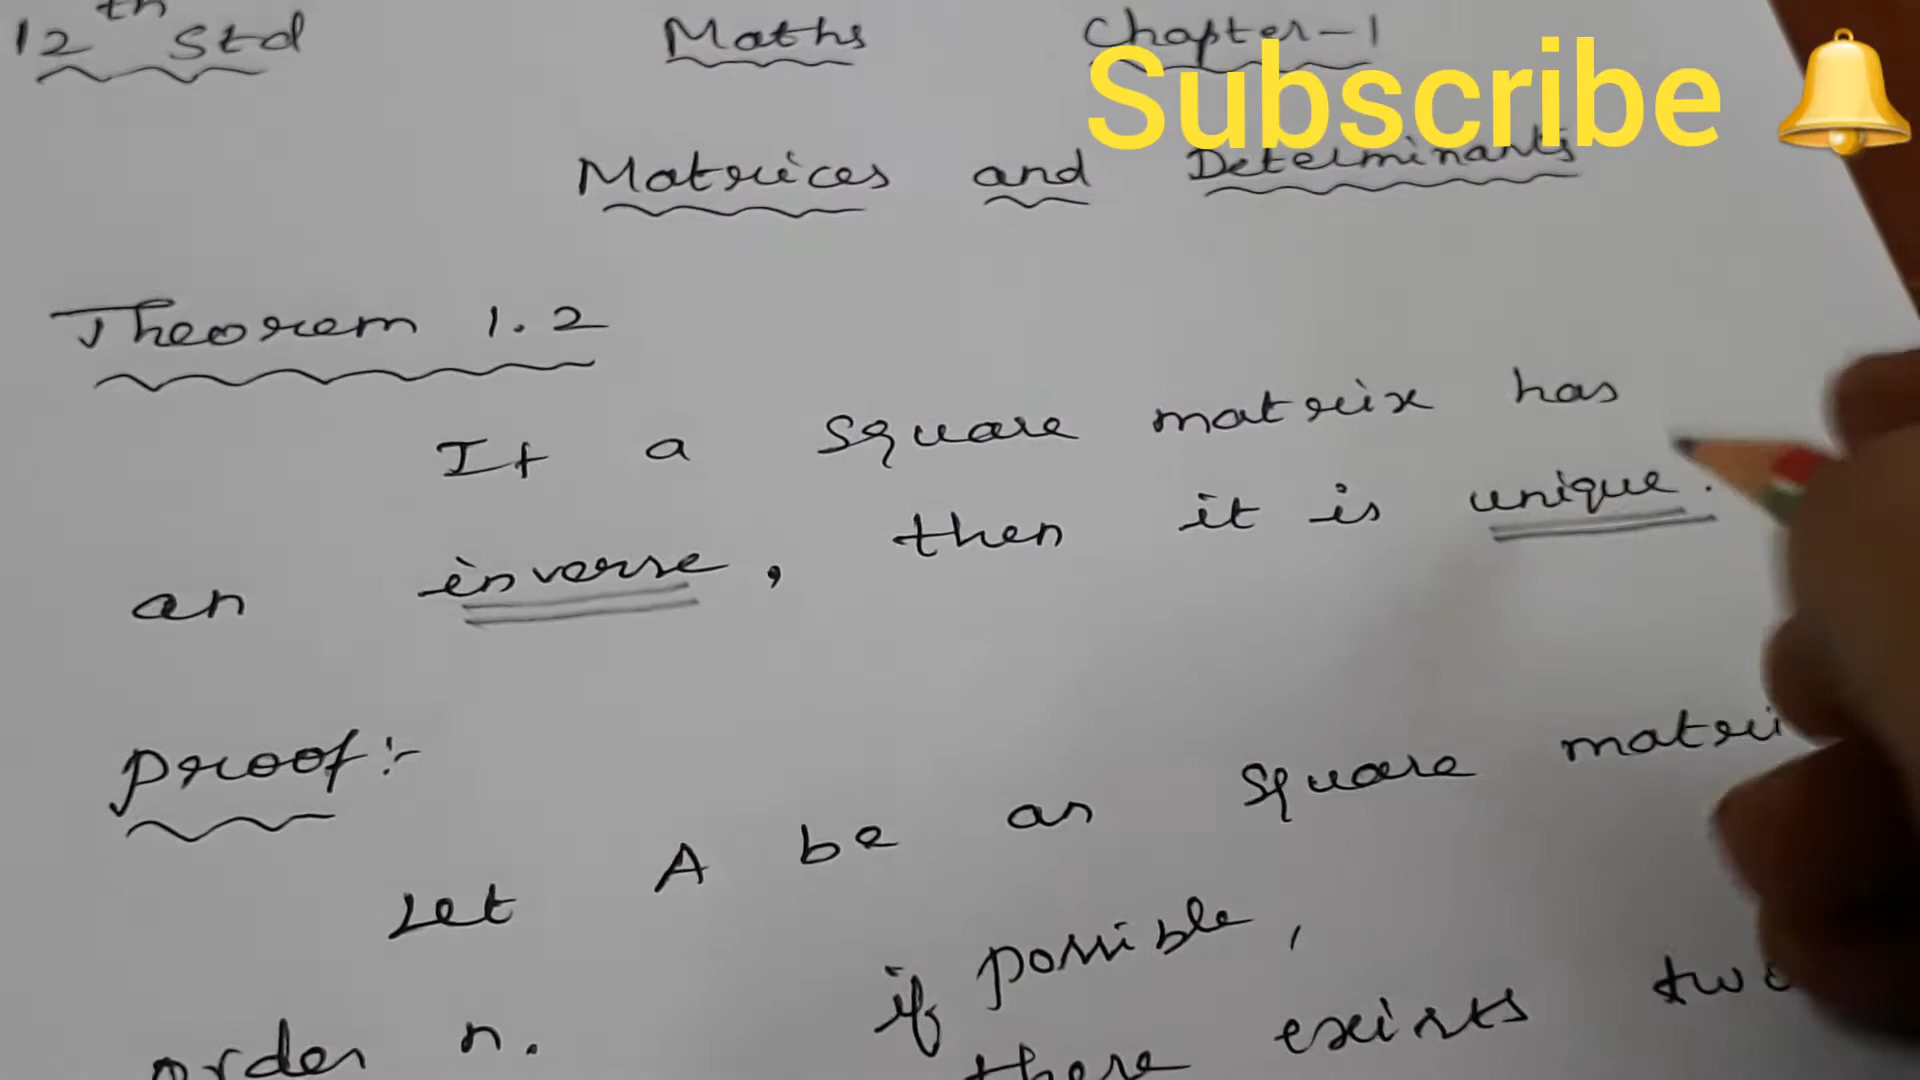 12th Std Maths Chapter-1
Subscribe
Matrices and Determinants
Theorem 1.2
If a square matrix has
an inverse, then it is unique.
Proof:-
Let A be an square matri
order n. if possible,
there exists two